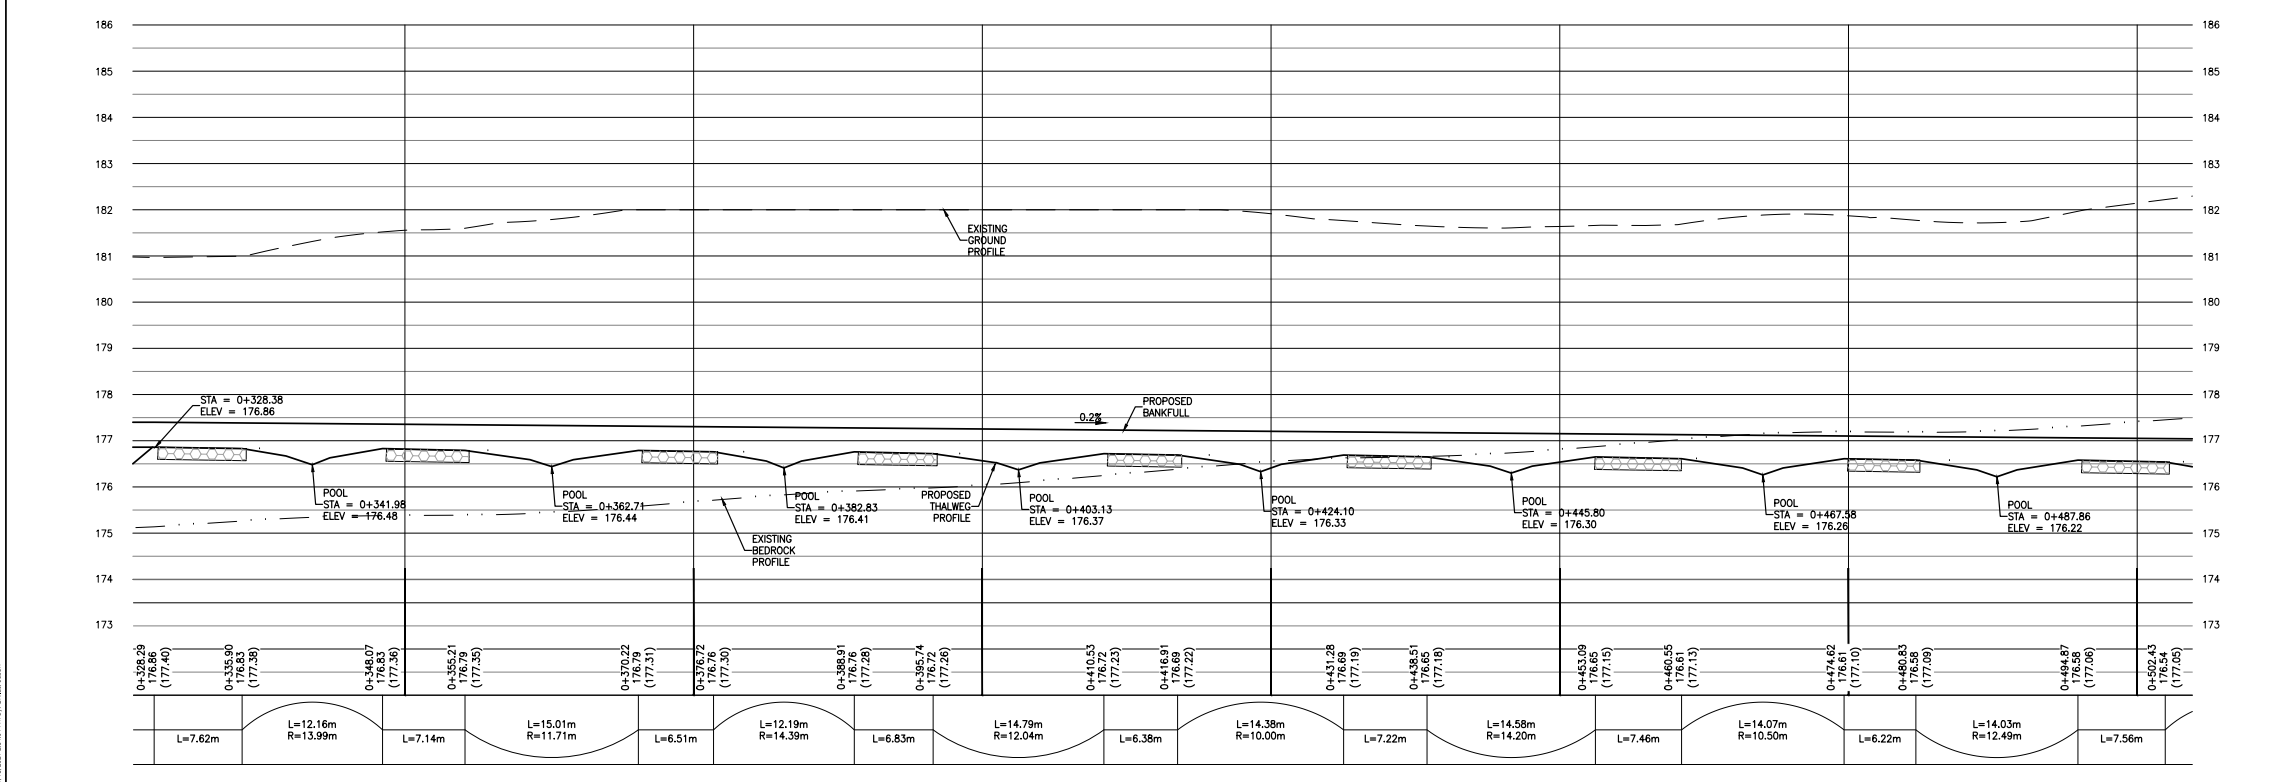 186
186
185
185
184
184
183
183
182
182
EXISTING
GROUND
PROFILE
181
181
180
180
179
179
178
178
STA = 0+328.38
ELEV = 176.86
0.2%
PROPOSED
BANKFULL
177
177
176
176
POOL
STA = 0+341.98
ELEV = 176.48
POOL
STA = 0+362.71
ELEV = 176.44
POOL
STA = 0+382.83
ELEV = 176.41
PROPOSED
THALWEG
PROFILE
POOL
STA = 0+403.13
ELEV = 176.37
POOL
STA = 0+424.10
ELEV = 176.33
POOL
STA = 0+445.80
ELEV = 176.30
POOL
STA = 0+467.58
ELEV = 176.26
POOL
STA = 0+487.86
ELEV = 176.22
175
175
EXISTING
BEDROCK
PROFILE
174
174
173
173
0+328.29
176.86
(177.40)
0+335.90
176.83
(177.38)
0+348.07
176.83
(177.36)
0+355.21
176.79
(177.35)
0+370.22
176.79
(177.31)
0+376.72
176.76
(177.30)
0+388.91
176.76
(177.28)
0+395.74
176.72
(177.26)
0+410.53
176.72
(177.23)
0+416.91
176.69
(177.22)
0+431.28
176.69
(177.19)
0+438.51
176.65
(177.18)
0+453.09
176.65
(177.15)
0+460.55
176.61
(177.13)
0+474.62
176.61
(177.10)
0+480.83
176.58
(177.09)
0+494.87
176.58
(177.06)
0+502.43
176.54
(177.05)
L=7.62m
L=12.16m
R=13.99m
L=7.14m
L=15.01m
R=11.71m
L=6.51m
L=12.19m
R=14.39m
L=6.83m
L=14.79m
R=12.04m
L=6.38m
L=14.38m
R=10.00m
L=7.22m
L=14.58m
R=14.20m
L=7.46m
L=14.07m
R=10.50m
L=6.22m
L=14.03m
R=12.49m
L=7.56m